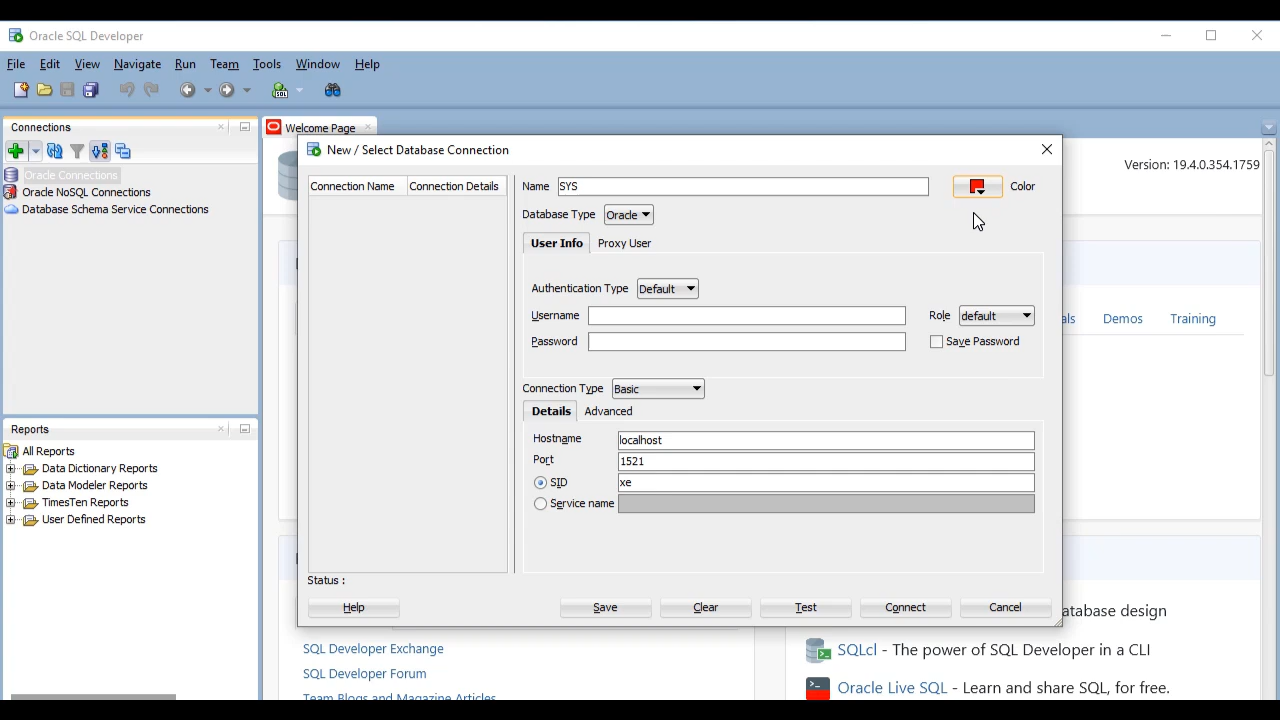 Oracle SQL Developer
File Edit View Navigate Run Team Tools Window Help
Connections
Oracle Connections
Oracle NoSQL Connections
Database Schema Service Connections
Reports
All Reports
Data Dictionary Reports
Data Modeler Reports
TimesTen Reports
User Defined Reports
Welcome Page
Version: 19.4.0.354.1759
New / Select Database Connection
Connection Name Connection Details
Name SYS Color
Database Type Oracle
User Info Proxy User
Authentication Type Default
Username Role default
Password Save Password
Connection Type Basic
Details Advanced
Hostname localhost
Port 1521
SID xe
Service name
Status :
Help Save Clear Test Connect Cancel
Demos Training
SQL Developer Exchange
SQL Developer Forum
Team Blogs and Magazine Articles
database design
SQLcl - The power of SQL Developer in a CLI
Oracle Live SQL - Learn and share SQL, for free.